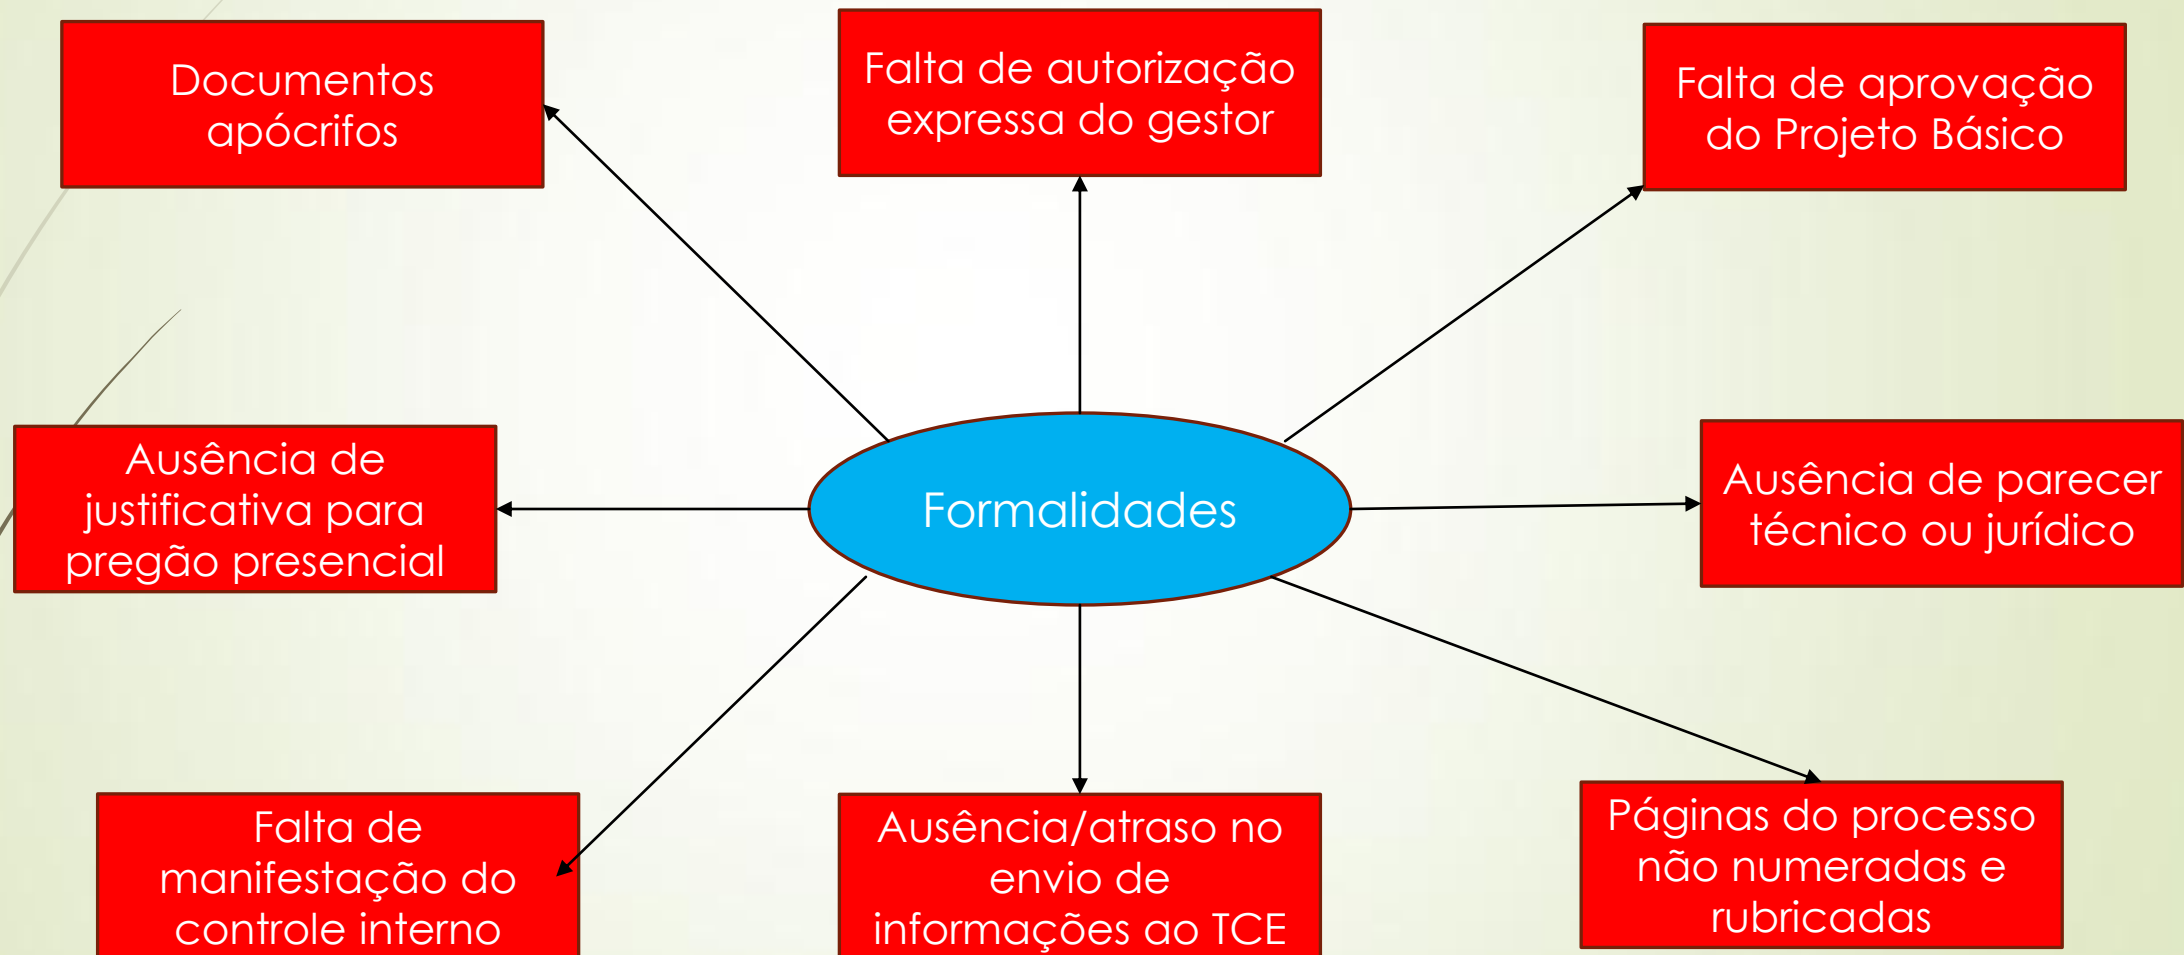 Documentos
apócrifos
Falta de autorização
expressa do gestor
Falta de aprovação
do Projeto Básico
Ausência de
justificativa para
pregão presencial
Formalidades
Ausência de parecer
técnico ou jurídico
Falta de
manifestação do
controle interno
Ausência/atraso no
envio de
informações ao TCE
Páginas do processo
não numeradas e
rubricadas